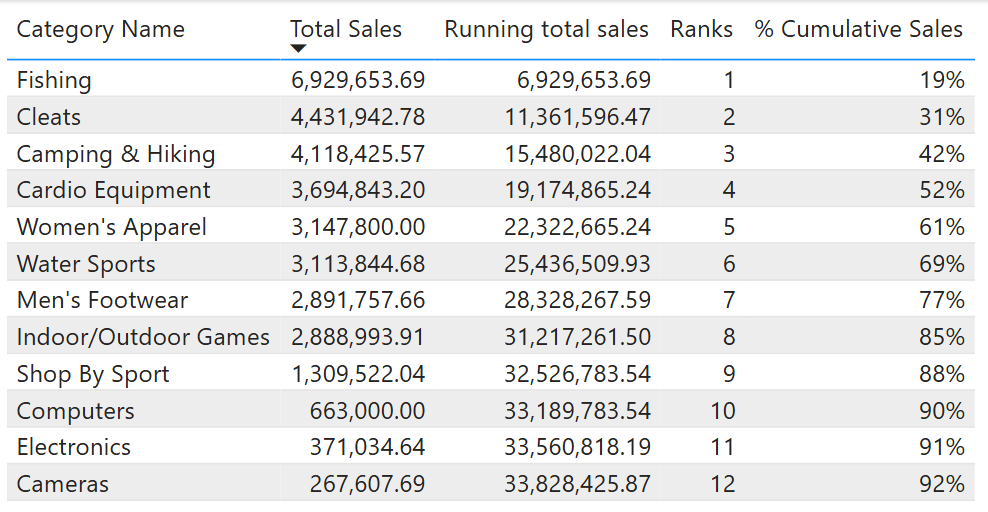 Category Name Total Sales Running total sales Ranks % Cumulative Sales
Fishing 6,929,653.69 6,929,653.69 1 19%
Cleats 4,431,942.78 11,361,596.47 2 31%
Camping & Hiking 4,118,425.57 15,480,022.04 3 42%
Cardio Equipment 3,694,843.20 19,174,865.24 4 52%
Women's Apparel 3,147,800.00 22,322,665.24 5 61%
Water Sports 3,113,844.68 25,436,509.93 6 69%
Men's Footwear 2,891,757.66 28,328,267.59 7 77%
Indoor/Outdoor Games 2,888,993.91 31,217,261.50 8 85%
Shop By Sport 1,309,522.04 32,526,783.54 9 88%
Computers 663,000.00 33,189,783.54 10 90%
Electronics 371,034.64 33,560,818.19 11 91%
Cameras 267,607.69 33,828,425.87 12 92%